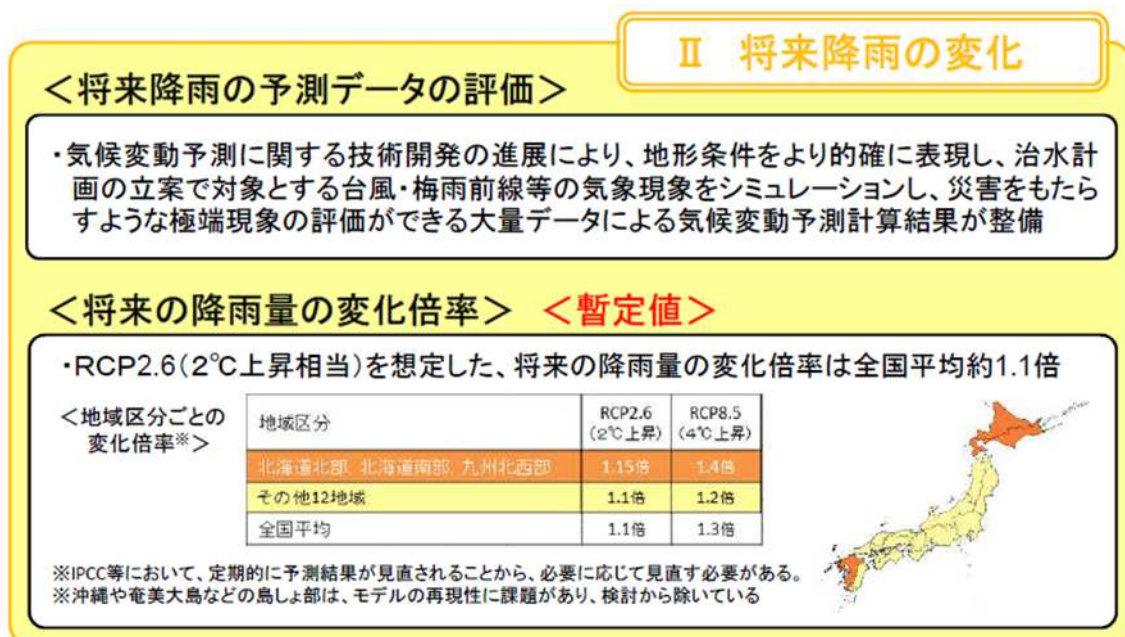 Ⅱ 将来降雨の変化
＜将来降雨の予測データの評価＞
・気候変動予測に関する技術開発の進展により、地形条件をより的確に表現し、治水計
画の立案で対象とする台風・梅雨前線等の気象現象をシミュレーションし、災害をもたら
すような極端現象の評価ができる大量データによる気候変動予測計算結果が整備
＜将来の降雨量の変化倍率＞ ＜暫定値＞
・RCP2.6（2℃上昇相当）を想定した、将来の降雨量の変化倍率は全国平均約1.1倍
＜地域区分ごとの
変化倍率※＞
地域区分 RCP2.6 RCP8.5
（2℃上昇） （4℃上昇）
北海道北部、北海道南部、九州北西部 1.15倍 1.4倍
その他12地域 1.1倍 1.2倍
全国平均 1.1倍 1.3倍
※IPCC等において、定期的に予測結果が見直されることから、必要に応じて見直す必要がある。
※沖縄や奄美大島などの島しょ部は、モデルの再現性に課題があり、検討から除いている